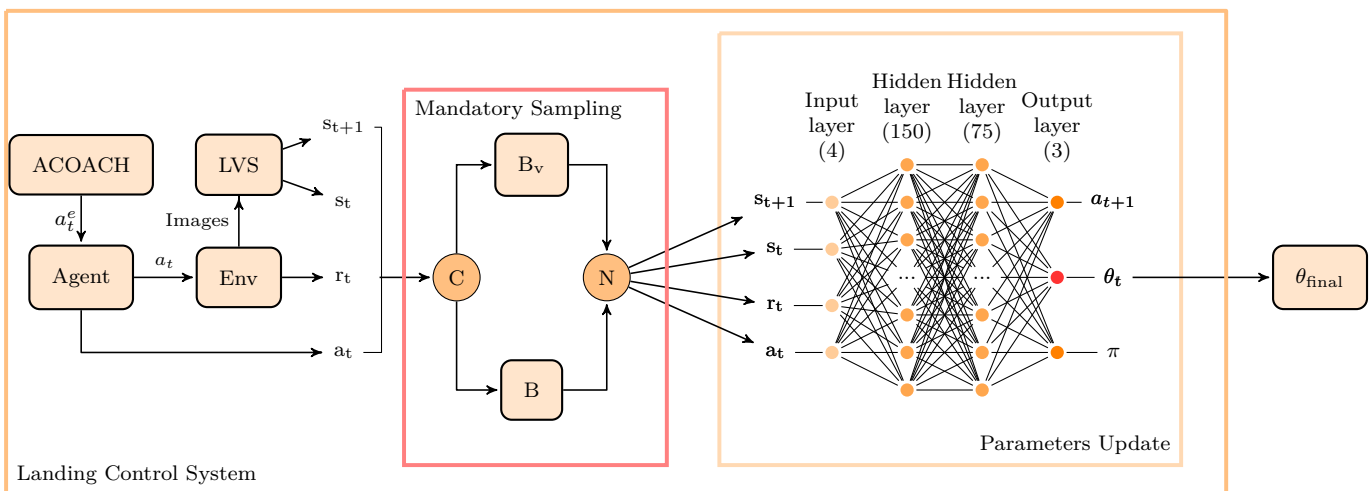 ACOACH
a_t^e
Agent
a_t
LVS
Images
Env
s_{t+1}
s_t
r_t
a_t
Mandatory Sampling
C
B_v
B
N
s_{t+1}
s_t
r_t
a_t
Input
layer
(4)
Hidden
layer
(150)
Hidden
layer
(75)
Output
layer
(3)
...
...
a_{t+1}
θ_t
π
Parameters Update
θ_final
Landing Control System